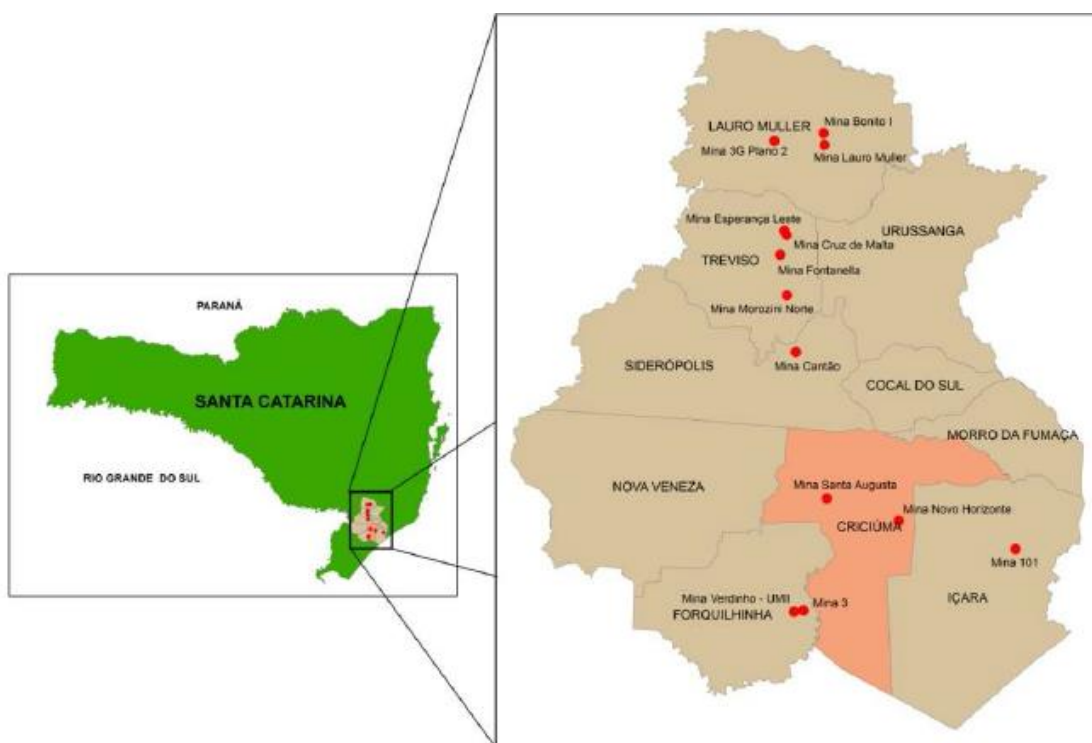 PARANÁ
SANTA CATARINA
RIO GRANDE DO SUL
LAURO MULLER
Mina Bonito I
Mina 3G Plano 2
Mina Lauro Muller
Mina Esperança Leste
URUSSANGA
Mina Cruz de Malta
TREVISO
Mina Fontanella
Mina Morozini Norte
SIDERÓPOLIS
Mina Cantão
COCAL DO SUL
MORRO DA FUMAÇA
NOVA VENEZA
Mina Santa Augusta
Mina Novo Horizonte
CRICIÚMA
Mina 101
IÇARA
Mina Verdinho - UMII
Mina 3
FORQUILHINHA